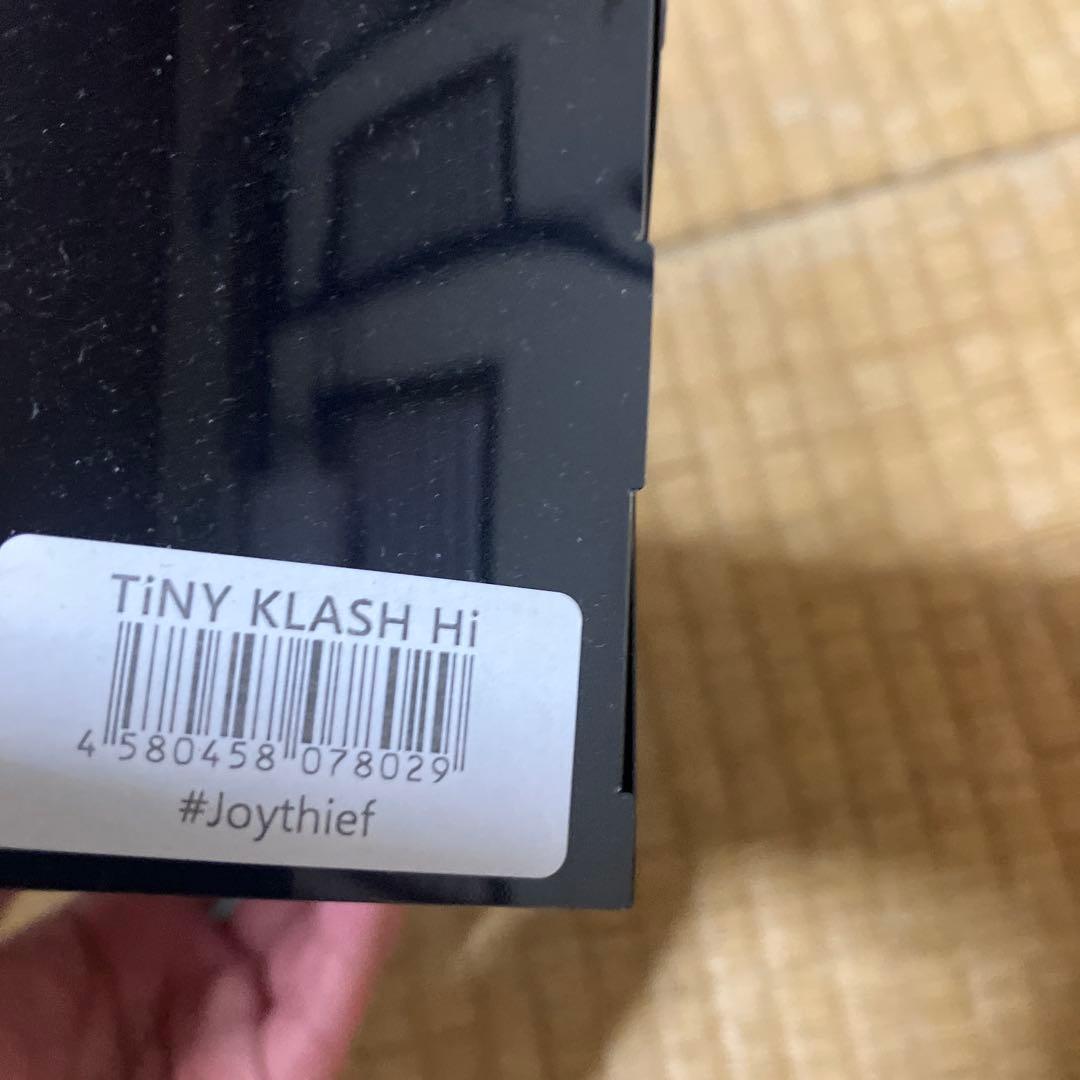 TiNY KLASH Hi
4 580458 078029
#Joythief